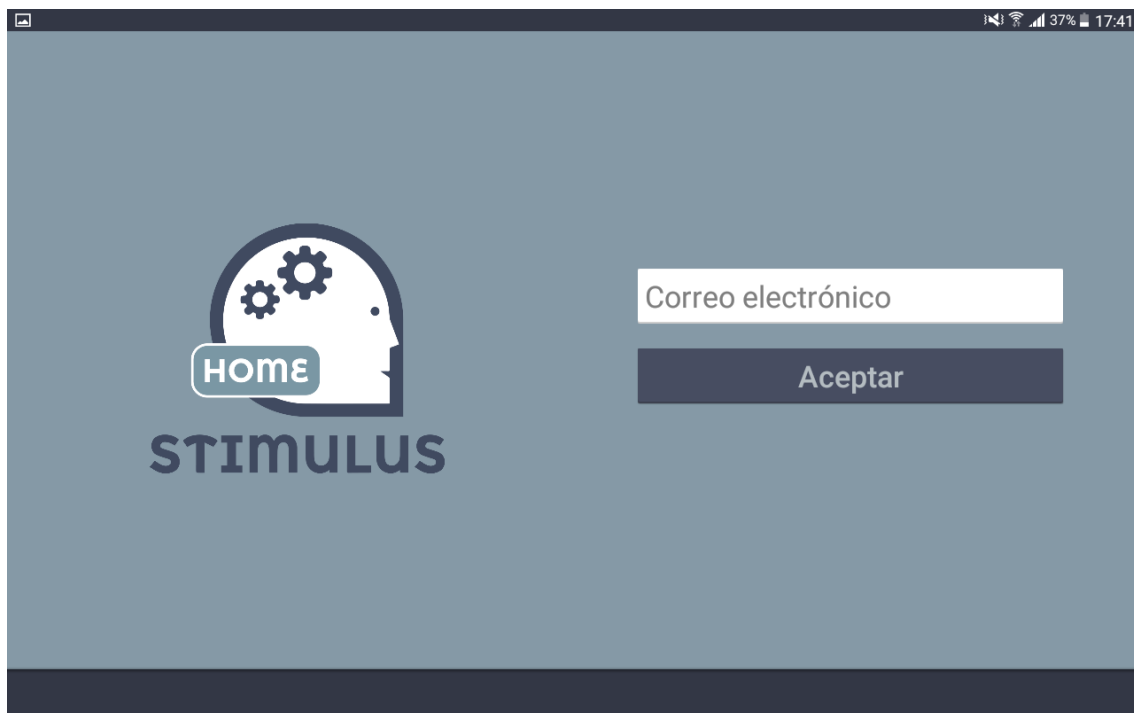 37% 17:41
Correo electrónico
Aceptar
HOME
STIMULUS